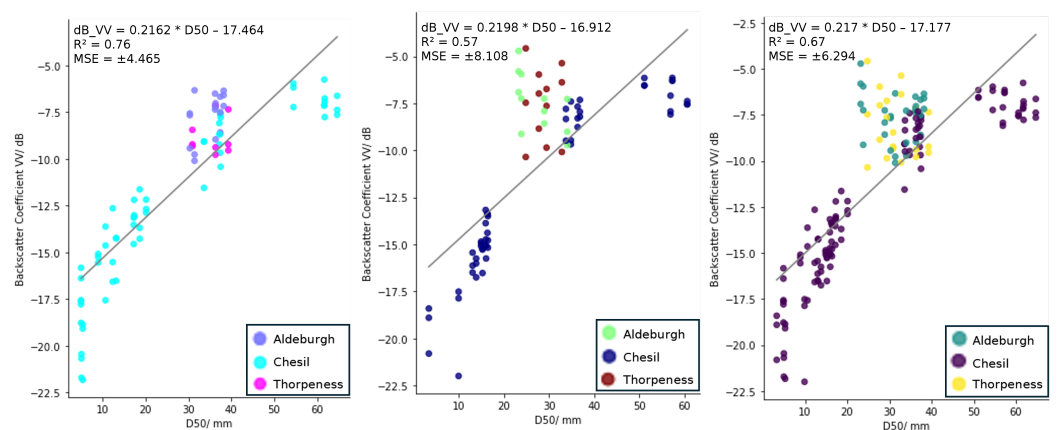 dB_VV = 0.2162 * D50 – 17.464
R² = 0.76
MSE = ±4.465
Backscatter Coefficient VV/ dB
−5.0
−7.5
−10.0
−12.5
−15.0
−17.5
−20.0
−22.5
Aldeburgh
Chesil
Thorpeness
10 20 30 40 50 60
D50/ mm
dB_VV = 0.2198 * D50 – 16.912
R² = 0.57
MSE = ±8.108
Backscatter Coefficient VV/ dB
−5.0
−7.5
−10.0
−12.5
−15.0
−17.5
−20.0
−22.5
Aldeburgh
Chesil
Thorpeness
10 20 30 40 50 60
D50/ mm
dB_VV = 0.217 * D50 – 17.177
R² = 0.67
MSE = ±6.294
Backscatter Coefficient VV/ dB
−2.5
−5.0
−7.5
−10.0
−12.5
−15.0
−17.5
−20.0
−22.5
Aldeburgh
Chesil
Thorpeness
10 20 30 40 50 60
D50/ mm